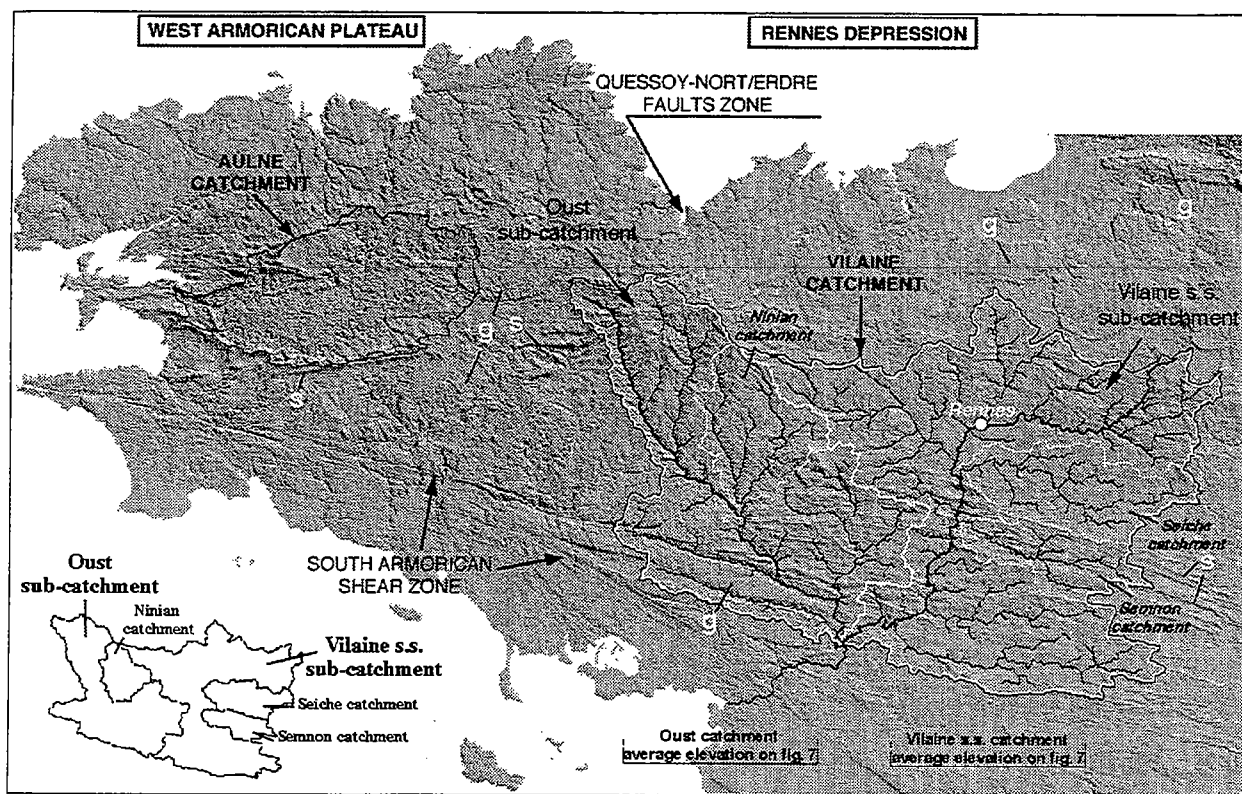 WEST ARMORICAN PLATEAU
RENNES DEPRESSION
QUESSOY-NORT/ERDRE
FAULTS ZONE
AULNE
CATCHMENT
Oust
sub-catchment
g
g
VILAINE
CATCHMENT
Vilaine s.s.
sub-catchment
Ninian
catchment
g
s
s
Rennes
Seiche
catchment
s
Semnon
catchment
SOUTH ARMORICAN
SHEAR ZONE
g
Oust
sub-catchment
Ninian
catchment
Vilaine s.s.
sub-catchment
Seiche catchment
Semnon catchment
Oust catchment
average elevation on fig. 7
Vilaine s.s. catchment
average elevation on fig. 7